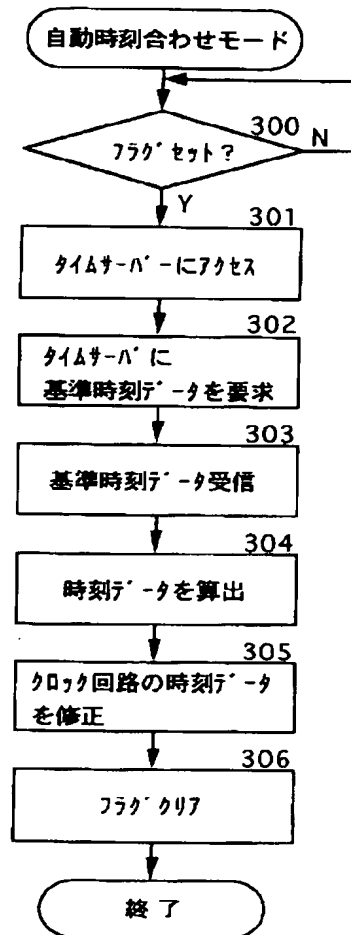 自動時刻合わせモード
300
フラグセット？
N
Y
301
タイムサーバーにアクセス
302
タイムサーバに
基準時刻データを要求
303
基準時刻データ受信
304
時刻データを算出
305
クロック回路の時刻データ
を修正
306
フラグクリア
終了